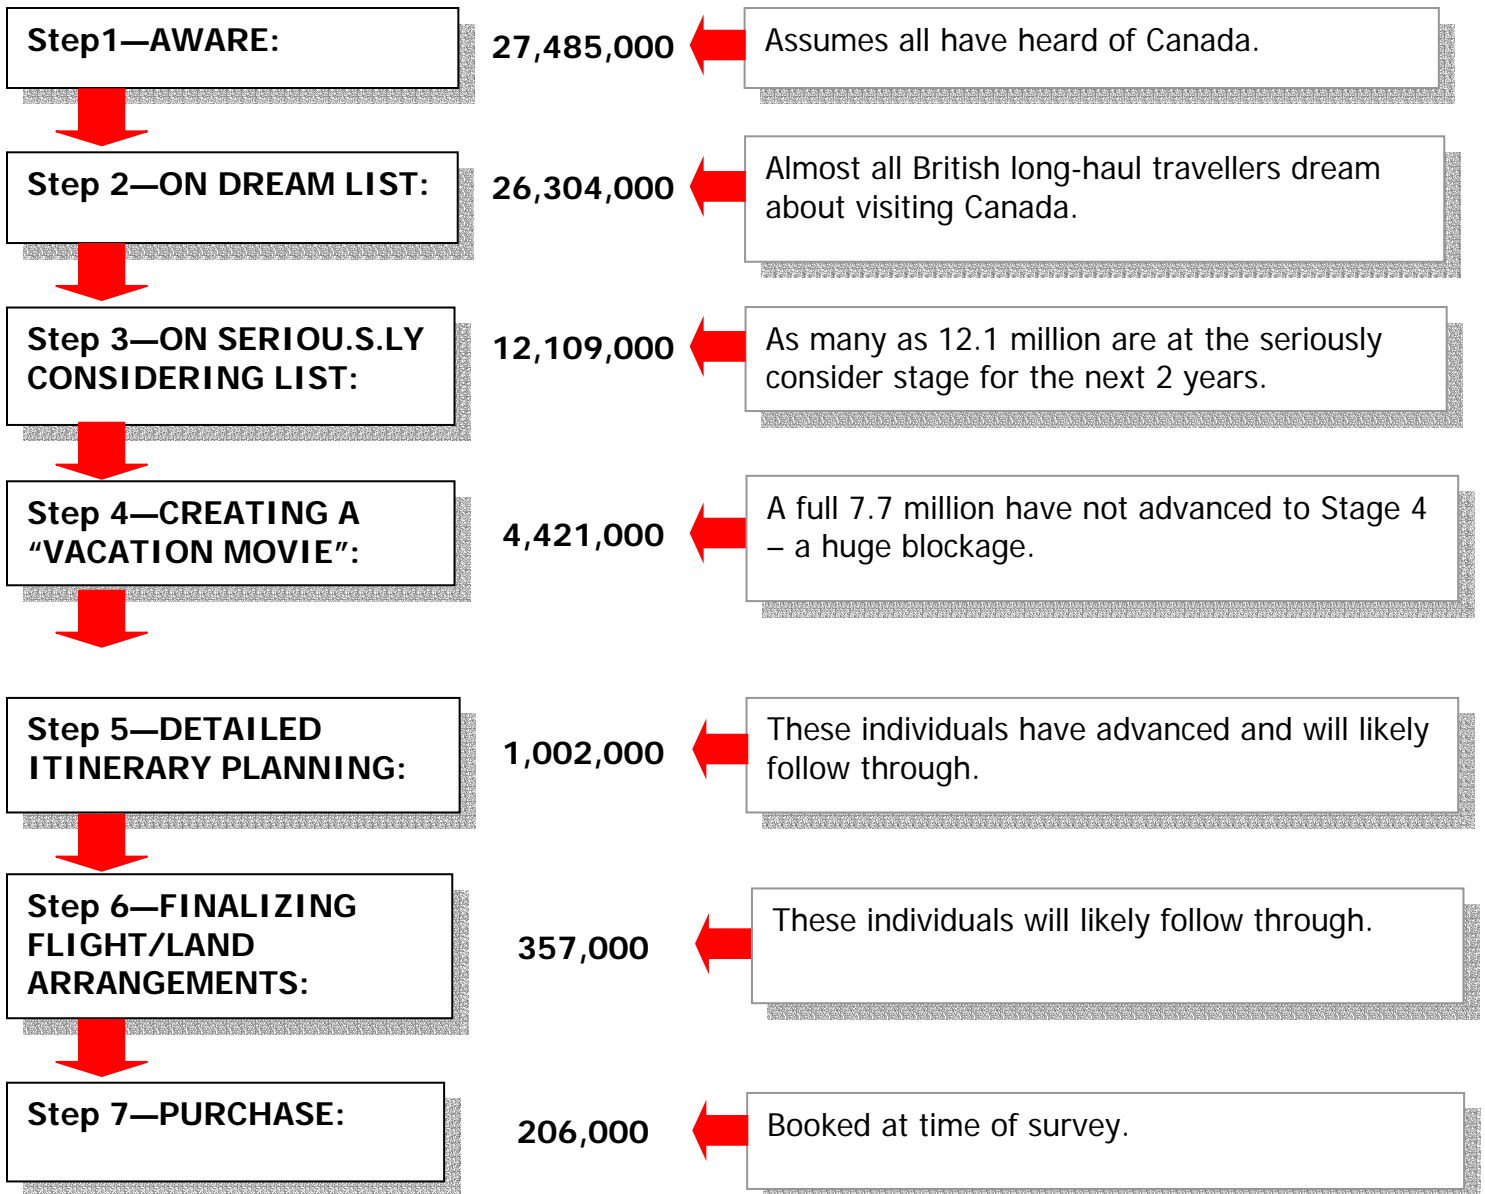 Step1—AWARE:
27,485,000
Assumes all have heard of Canada.
Step 2—ON DREAM LIST:
26,304,000
Almost all British long-haul travellers dream
about visiting Canada.
Step 3—ON SERIOU.S.LY
CONSIDERING LIST:
12,109,000
As many as 12.1 million are at the seriously
consider stage for the next 2 years.
Step 4—CREATING A
“VACATION MOVIE”:
4,421,000
A full 7.7 million have not advanced to Stage 4
– a huge blockage.
Step 5—DETAILED
ITINERARY PLANNING:
1,002,000
These individuals have advanced and will likely
follow through.
Step 6—FINALIZING
FLIGHT/LAND
ARRANGEMENTS:
357,000
These individuals will likely follow through.
Step 7—PURCHASE:
206,000
Booked at time of survey.